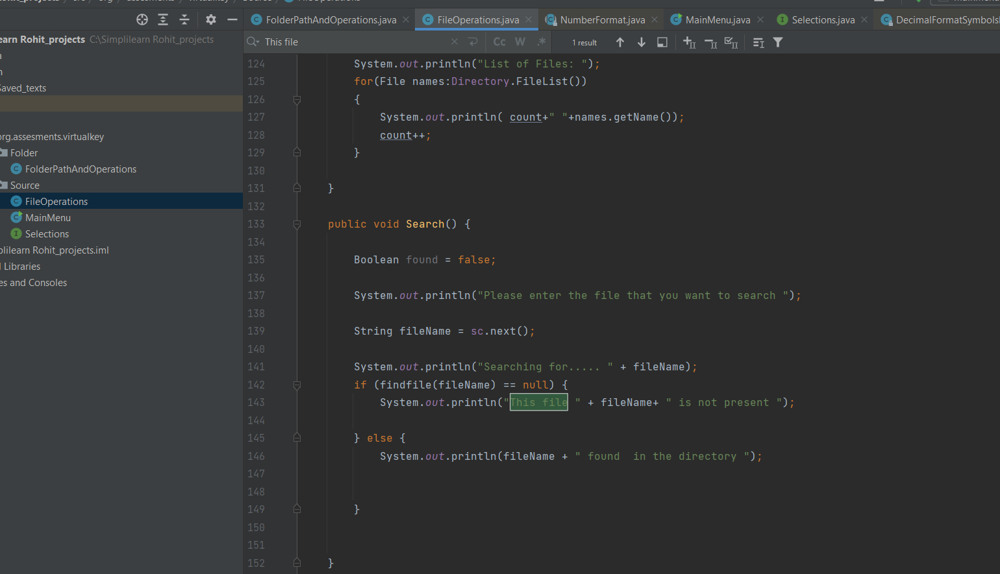 FolderPathAndOperations.java FileOperations.java NumberFormat.java MainMenu.java Selections.java DecimalFormatSymbols
earn Rohit_projects C:\Simplilearn Rohit_projects
This file Cc W .* 1 result
Saved_texts
org.assesments.virtualkey
Folder
FolderPathAndOperations
Source
FileOperations
MainMenu
Selections
plilearn Rohit_projects.iml
l Libraries
es and Consoles
124 System.out.println("List of Files: ");
125 for(File names:Directory.FileList())
126 {
127 System.out.println( count+" "+names.getName());
128 count++;
129 }
130
131 }
132
133 public void Search() {
134
135 Boolean found = false;
136
137 System.out.println("Please enter the file that you want to search ");
138
139 String fileName = sc.next();
140
141 System.out.println("Searching for..... " + fileName);
142 if (findfile(fileName) == null) {
143 System.out.println("This file " + fileName+ " is not present ");
144
145 } else {
146 System.out.println(fileName + " found  in the directory ");
147
148
149 }
150
151
152 }